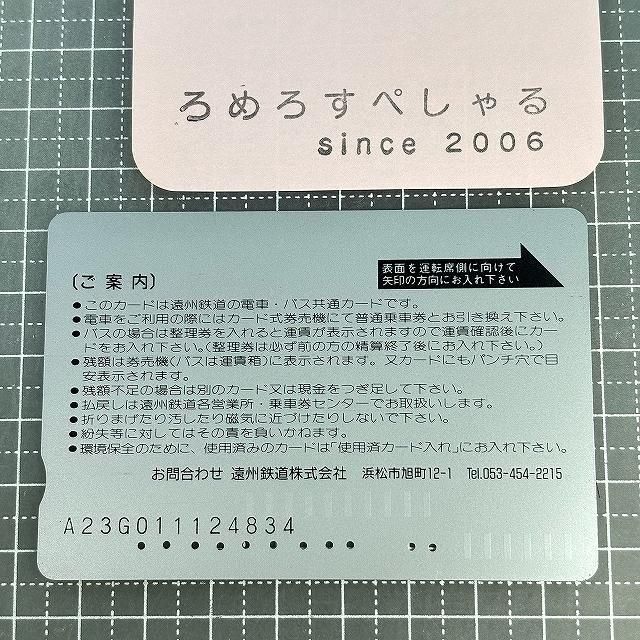 ろめろすぺしゃる
since 2006
表面を運転席側に向けて
矢印の方向にお入れ下さい
〔ご案内〕
●このカードは遠州鉄道の電車・バス共通カードです。
●電車をご利用の際にはカード式券売機にて普通乗車券とお引き換え下さい。
●バスの場合は整理券を入れると運賃が表示されますので運賃確認後にカー
ドをお入れ下さい。(整理券は必ず前の方の精算終了後にお入れ下さい。)
●残額は券売機(バスは運賃箱)に表示されます。又カードにもパンチ穴で目
安表示されます。
●残額不足の場合は別のカード又は現金をつぎ足して下さい。
●払戻しは遠州鉄道各営業所・乗車券センターでお取扱いします。
●折りまげたり汚したり磁気に近づけたりしないで下さい。
●紛失等に対してはその責を負いかねます。
●環境保全のために、使用済みのカードは「使用済カード入れ」にお入れ下さい。
お問合わせ 遠州鉄道株式会社 浜松市旭町12-1 Tel.053-454-2215
A23G011124834